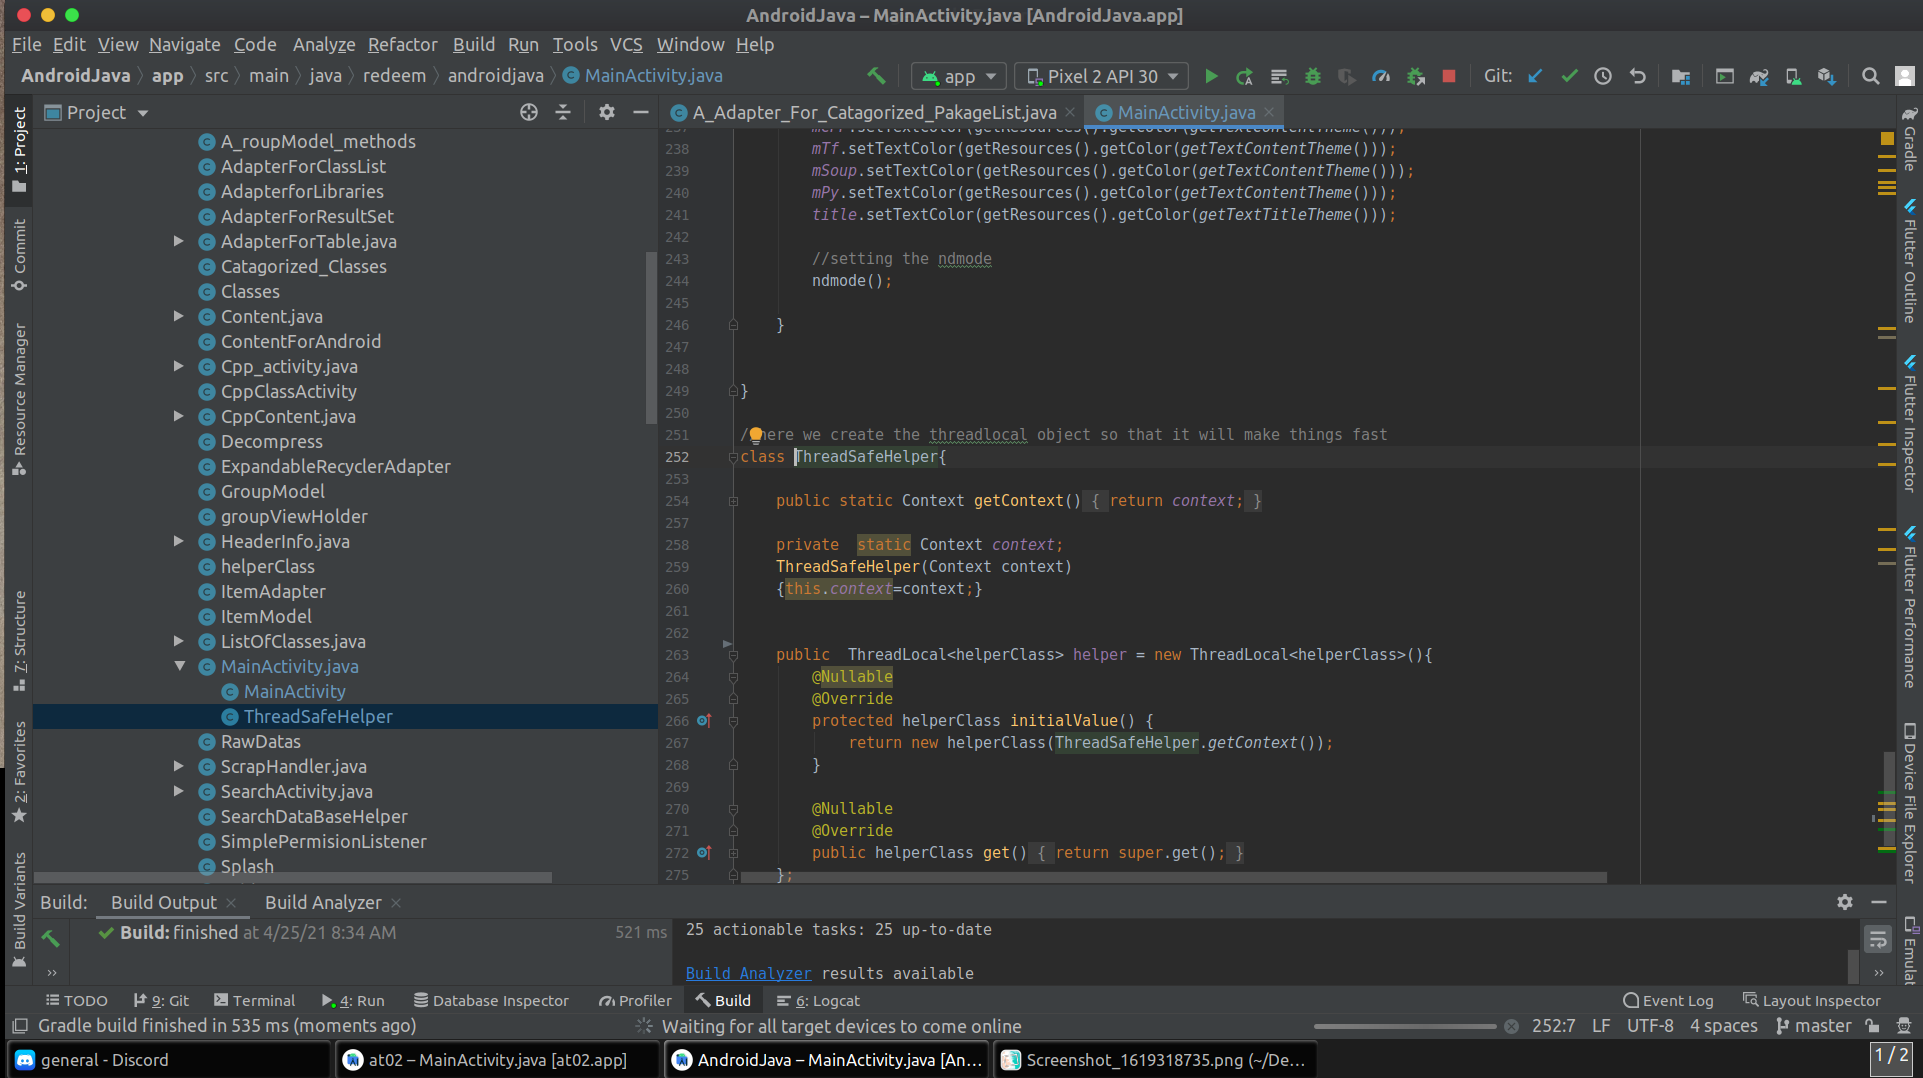 AndroidJava – MainActivity.java [AndroidJava.app]
File Edit View Navigate Code Analyze Refactor Build Run Tools VCS Window Help
AndroidJava app src main java redeem androidjava MainActivity.java app Pixel 2 API 30 Git:
Project
A_Adapter_For_Catagorized_PakageList.java
MainActivity.java
1: Project
Commit
Resource Manager
7: Structure
2: Favorites
Build Variants
A_roupModel_methods
AdapterForClassList
AdapterforLibraries
AdapterForResultSet
AdapterForTable.java
Catagorized_Classes
Classes
Content.java
ContentForAndroid
Cpp_activity.java
CppClassActivity
CppContent.java
Decompress
ExpandableRecyclerAdapter
GroupModel
groupViewHolder
HeaderInfo.java
helperClass
ItemAdapter
ItemModel
ListOfClasses.java
MainActivity.java
MainActivity
ThreadSafeHelper
RawDatas
ScrapHandler.java
SearchActivity.java
SearchDataBaseHelper
SimplePermisionListener
Splash
238 mTf.setTextColor(getResources().getColor(getTextContentTheme()));
239 mSoup.setTextColor(getResources().getColor(getTextContentTheme()));
240 mPy.setTextColor(getResources().getColor(getTextContentTheme()));
241 title.setTextColor(getResources().getColor(getTextTitleTheme()));
242
243 //setting the ndmode
244 ndmode();
245
246 }
247
248
249 }
250
251 here we create the threadlocal object so that it will make things fast
252 class ThreadSafeHelper{
253
254 public static Context getContext() { return context; }
257
258 private static Context context;
259 ThreadSafeHelper(Context context)
260 {this.context=context;}
261
262
263 public ThreadLocal<helperClass> helper = new ThreadLocal<helperClass>(){
264 @Nullable
265 @Override
266 protected helperClass initialValue() {
267 return new helperClass(ThreadSafeHelper.getContext());
268 }
269
270 @Nullable
271 @Override
272 public helperClass get() { return super.get(); }
275 };
Gradle
Flutter Outline
Flutter Inspector
Flutter Performance
Device File Explorer
Build: Build Output Build Analyzer
Build: finished at 4/25/21 8:34 AM 521 ms
25 actionable tasks: 25 up-to-date
Build Analyzer results available
TODO 9: Git Terminal 4: Run Database Inspector Profiler Build 6: Logcat Event Log Layout Inspector
Gradle build finished in 535 ms (moments ago) Waiting for all target devices to come online 252:7 LF UTF-8 4 spaces master
general - Discord
at02 – MainActivity.java [at02.app]
AndroidJava – MainActivity.java [An...
Screenshot_1619318735.png (~/De...
1 / 2